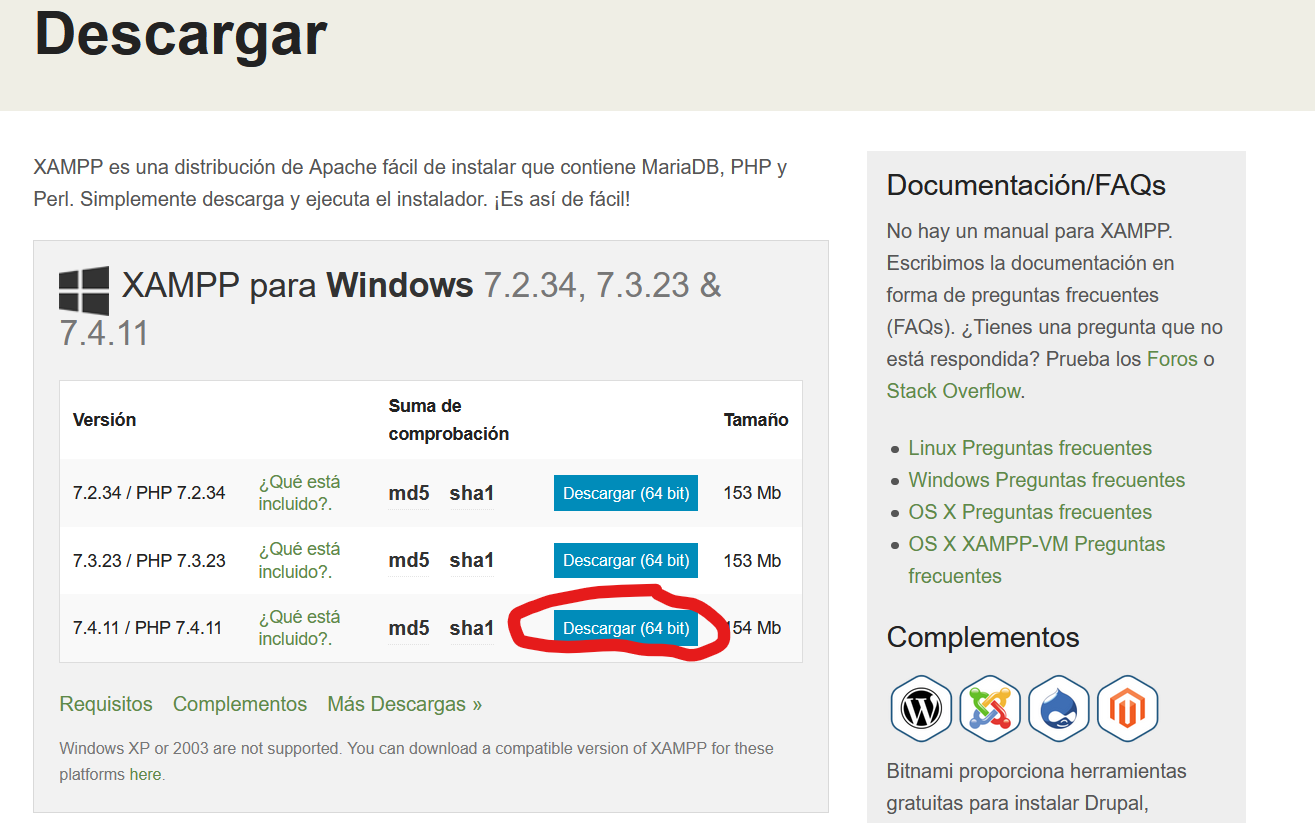 Descargar
XAMPP es una distribución de Apache fácil de instalar que contiene MariaDB, PHP y
Perl. Simplemente descarga y ejecuta el instalador. ¡Es así de fácil!
XAMPP para Windows 7.2.34, 7.3.23 &
7.4.11
Versión
Suma de
comprobación
Tamaño
7.2.34 / PHP 7.2.34
¿Qué está
incluido?.
md5 sha1
Descargar (64 bit)
153 Mb
7.3.23 / PHP 7.3.23
¿Qué está
incluido?.
md5 sha1
Descargar (64 bit)
153 Mb
7.4.11 / PHP 7.4.11
¿Qué está
incluido?.
md5 sha1
Descargar (64 bit)
154 Mb
Requisitos Complementos Más Descargas »
Windows XP or 2003 are not supported. You can download a compatible version of XAMPP for these
platforms here.
Documentación/FAQs
No hay un manual para XAMPP.
Escribimos la documentación en
forma de preguntas frecuentes
(FAQs). ¿Tienes una pregunta que no
está respondida? Prueba los Foros o
Stack Overflow.
Linux Preguntas frecuentes
Windows Preguntas frecuentes
OS X Preguntas frecuentes
OS X XAMPP-VM Preguntas
frecuentes
Complementos
Bitnami proporciona herramientas
gratuitas para instalar Drupal,